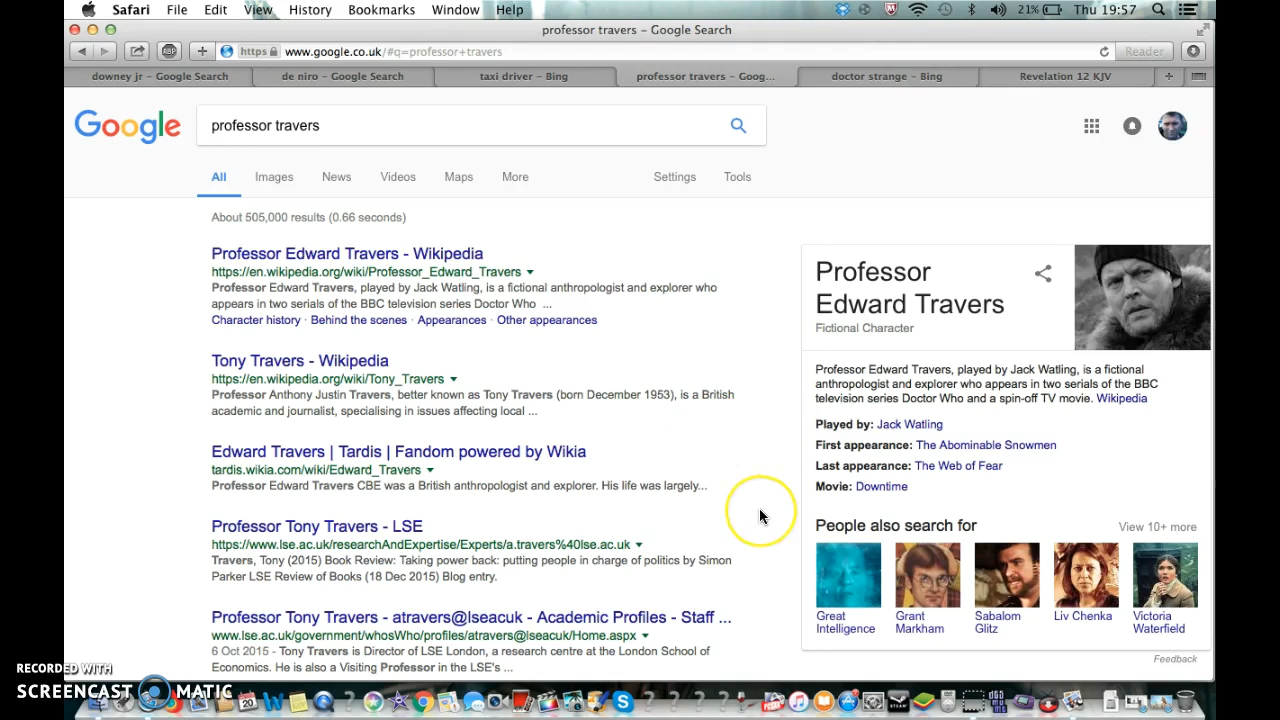 Safari File Edit View History Bookmarks Window Help 21% Thu 19:57
professor travers – Google Search
https www.google.co.uk/#q=professor+travers Reader
downey jr – Google Search de niro – Google Search taxi driver – Bing professor travers – Goog... doctor strange – Bing Revelation 12 KJV
Google professor travers
All Images News Videos Maps More Settings Tools
About 505,000 results (0.66 seconds)
Professor Edward Travers - Wikipedia
https://en.wikipedia.org/wiki/Professor_Edward_Travers
Professor Edward Travers, played by Jack Watling, is a fictional anthropologist and explorer who
appears in two serials of the BBC television series Doctor Who ...
Character history · Behind the scenes · Appearances · Other appearances
Tony Travers - Wikipedia
https://en.wikipedia.org/wiki/Tony_Travers
Professor Anthony Justin Travers, better known as Tony Travers (born December 1953), is a British
academic and journalist, specialising in issues affecting local ...
Edward Travers | Tardis | Fandom powered by Wikia
tardis.wikia.com/wiki/Edward_Travers
Professor Edward Travers CBE was a British anthropologist and explorer. His life was largely...
Professor Tony Travers - LSE
https://www.lse.ac.uk/researchAndExpertise/Experts/a.travers%40lse.ac.uk
Travers, Tony (2015) Book Review: Taking power back: putting people in charge of politics by Simon
Parker LSE Review of Books (18 Dec 2015) Blog entry.
Professor Tony Travers - atravers@lseacuk - Academic Profiles - Staff ...
www.lse.ac.uk/government/whosWho/profiles/atravers@lseacuk/Home.aspx
6 Oct 2015 - Tony Travers is Director of LSE London, a research centre at the London School of
Economics. He is also a Visiting Professor in the LSE's ...
Professor
Edward Travers
Fictional Character
Professor Edward Travers, played by Jack Watling, is a fictional
anthropologist and explorer who appears in two serials of the BBC
television series Doctor Who and a spin-off TV movie. Wikipedia
Played by: Jack Watling
First appearance: The Abominable Snowmen
Last appearance: The Web of Fear
Movie: Downtime
People also search for View 10+ more
Great Intelligence
Grant Markham
Sabalom Glitz
Liv Chenka
Victoria Waterfield
Feedback
RECORDED WITH
SCREENCAST MATIC